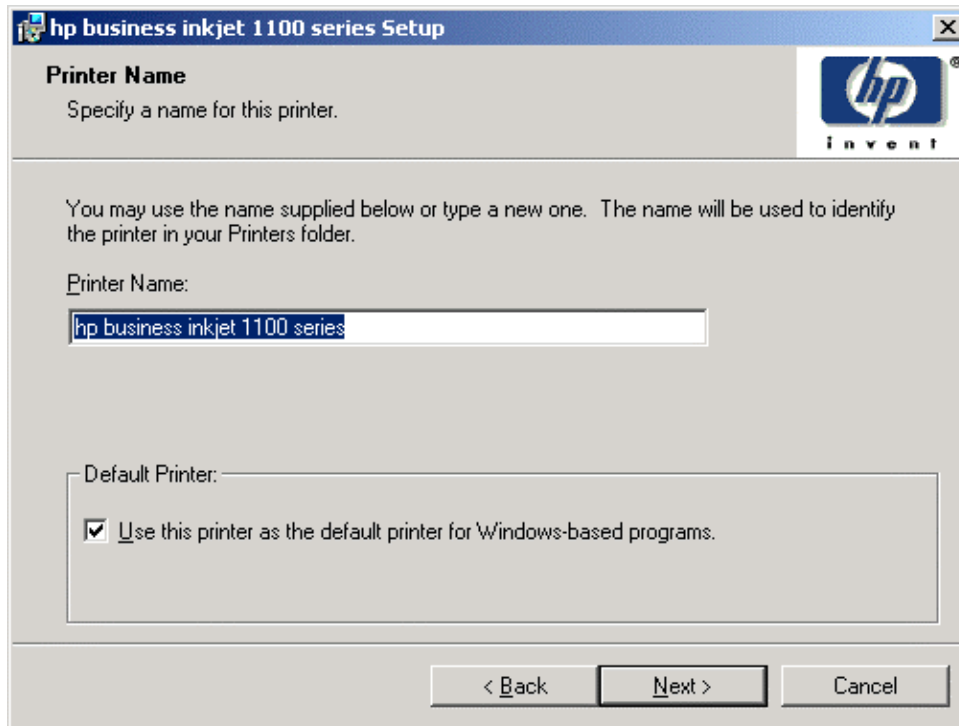 hp business inkjet 1100 series Setup
Printer Name
Specify a name for this printer.
hp
®
invent
You may use the name supplied below or type a new one. The name will be used to identify
the printer in your Printers folder.
Printer Name:
hp business inkjet 1100 series
Default Printer:
Use this printer as the default printer for Windows-based programs.
< Back
Next >
Cancel